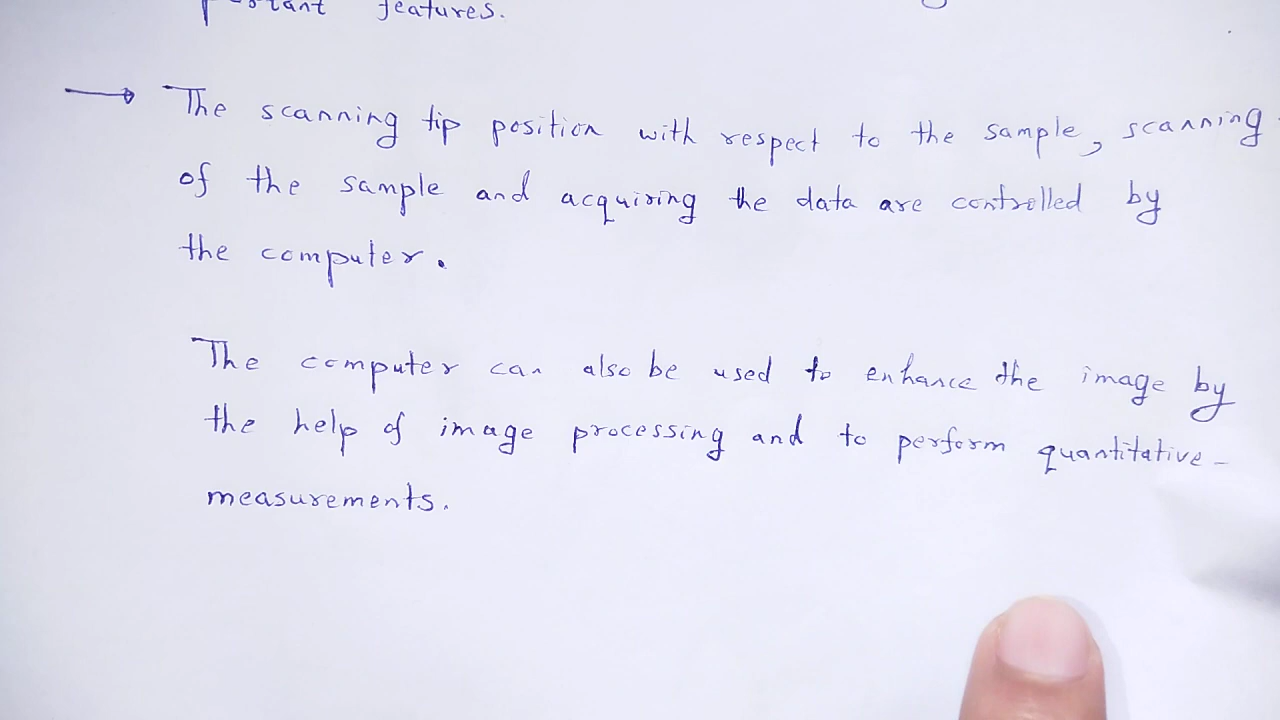 features.
→ The scanning tip position with respect to the sample, scanning
of the sample and acquiring the data are controlled by
the computer.
The computer can also be used to enhance the image by
the help of image processing and to perform quantitative
measurements.